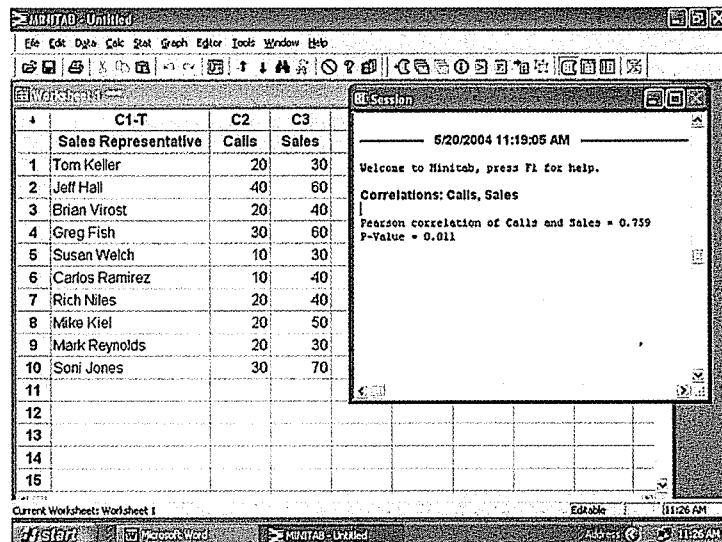 MINITAB - Untitled
File Edit Data Calc Stat Graph Editor Tools Window Help
Worksheet 1 ***
C1-T C2 C3
Sales Representative Calls Sales
1 Tom Keller 20 30
2 Jeff Hall 40 60
3 Brian Virost 20 40
4 Greg Fish 30 60
5 Susan Welch 10 30
6 Carlos Ramirez 10 40
7 Rich Niles 20 40
8 Mike Kiel 20 50
9 Mark Reynolds 20 30
10 Soni Jones 30 70
11
12
13
14
15
Session
5/20/2004 11:19:05 AM
Welcome to Minitab, press F1 for help.
Correlations: Calls, Sales
Pearson correlation of Calls and Sales = 0.759
P-Value = 0.011
Current Worksheet: Worksheet 1 Editable 11:26 AM
start Microsoft Word MINITAB - Untitled Address 11:26 AM